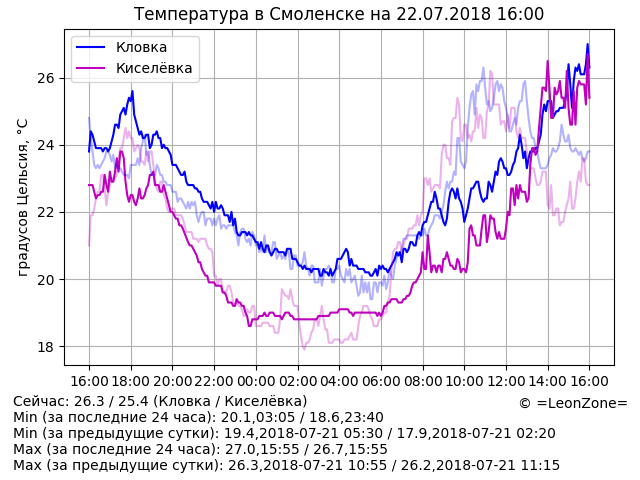 Температура в Смоленске на 22.07.2018 16:00
Кловка
Киселёвка
градусов Цельсия, °C
26
24
22
20
18
16:00 18:00 20:00 22:00 00:00 02:00 04:00 06:00 08:00 10:00 12:00 14:00 16:00
Сейчас: 26.3 / 25.4 (Кловка / Киселёвка)
© =LeonZone=
Min (за последние 24 часа): 20.1,03:05 / 18.6,23:40
Min (за предыдущие сутки): 19.4,2018-07-21 05:30 / 17.9,2018-07-21 02:20
Max (за последние 24 часа): 27.0,15:55 / 26.7,15:55
Max (за предыдущие сутки): 26.3,2018-07-21 10:55 / 26.2,2018-07-21 11:15